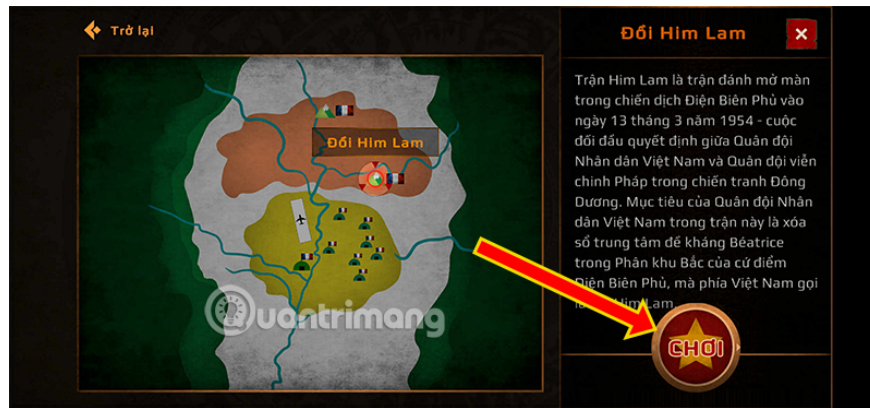 Trở lại
Đồi Him Lam
Đồi Him Lam
Trận Him Lam là trận đánh mở màn
trong chiến dịch Điện Biên Phủ vào
ngày 13 tháng 3 năm 1954 - cuộc
đối đấu quyết định giữa Quân đội
Nhân dân Việt Nam và Quân đội viễn
chinh Pháp trong chiến tranh Đông
Dương. Mục tiêu của Quân đội Nhân
dân Việt Nam trong trận này là xóa
sổ trung tâm đề kháng Béatrice
trong Phân khu Bắc của cứ điểm
Điện Biên Phủ, mà phía Việt Nam gọi
Him Lam.
CHƠI
Quantrimang